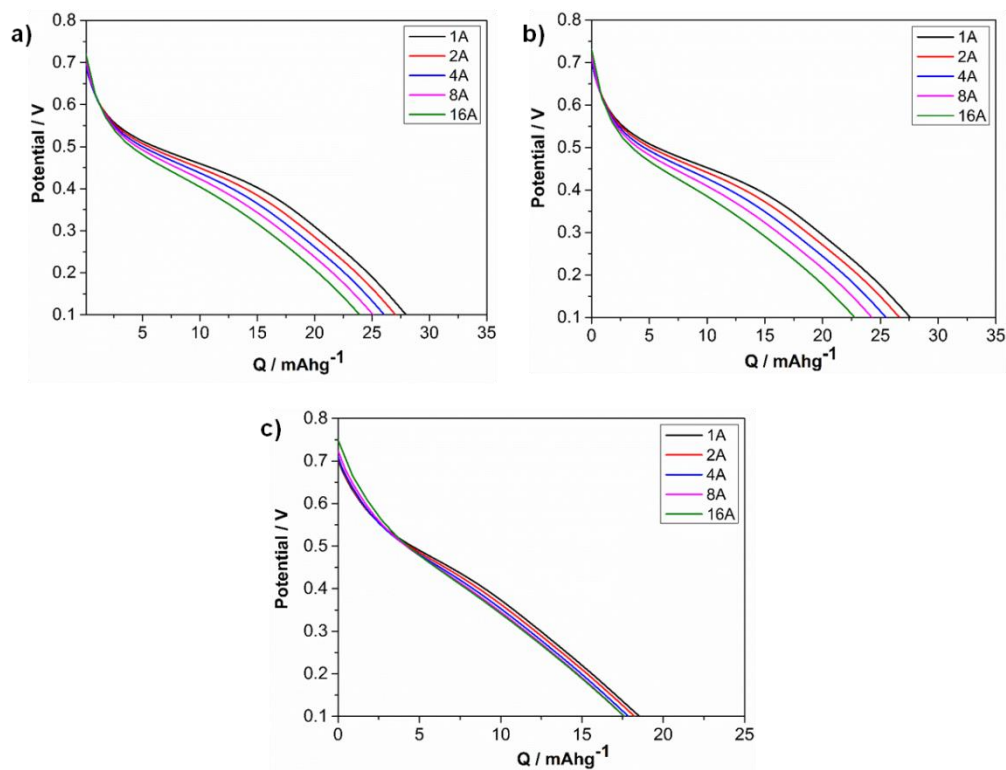 a)
0.8
0.7
0.6
0.5
0.4
0.3
0.2
0.1
Potential / V
1A
2A
4A
8A
16A
5 10 15 20 25 30 35
Q / mAhg-1
b)
0.8
0.7
0.6
0.5
0.4
0.3
0.2
0.1
Potential / V
1A
2A
4A
8A
16A
0 5 10 15 20 25 30 35
Q / mAhg-1
c)
0.8
0.7
0.6
0.5
0.4
0.3
0.2
0.1
Potential / V
1A
2A
4A
8A
16A
0 5 10 15 20 25
Q / mAhg-1